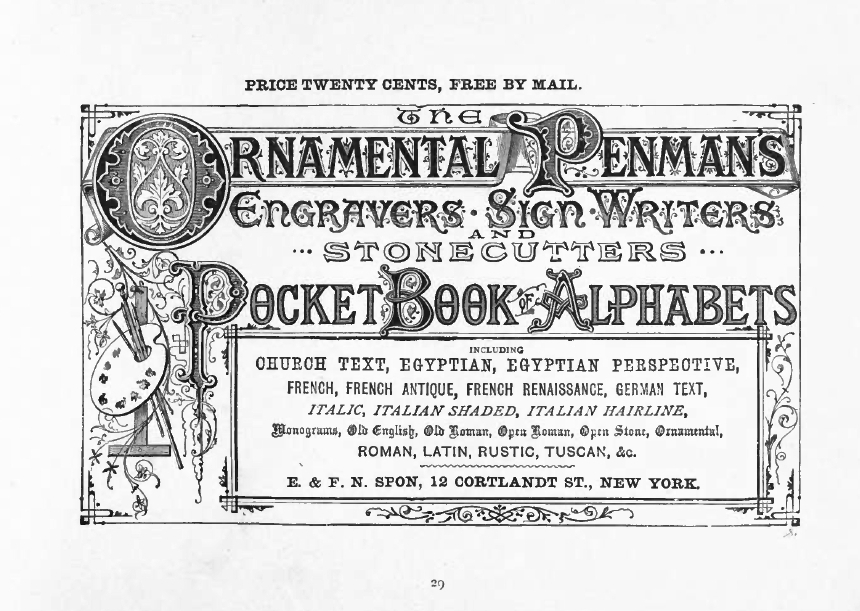 PRICE TWENTY CENTS, FREE BY MAIL.
THE
ORNAMENTAL PENMANS
ENGRAVERS · SIGN · WRITERS
AND
··· STONECUTTERS ···
POCKET BOOK OF ALPHABETS
INCLUDING
CHURCH TEXT, EGYPTIAN, EGYPTIAN PERSPECTIVE,
FRENCH, FRENCH ANTIQUE, FRENCH RENAISSANCE, GERMAN TEXT,
ITALIC, ITALIAN SHADED, ITALIAN HAIRLINE,
Monograms, Old English, Old Roman, Open Roman, Open Stone, Ornamental,
ROMAN, LATIN, RUSTIC, TUSCAN, &c.
E. & F. N. SPON, 12 CORTLANDT ST., NEW YORK.
29